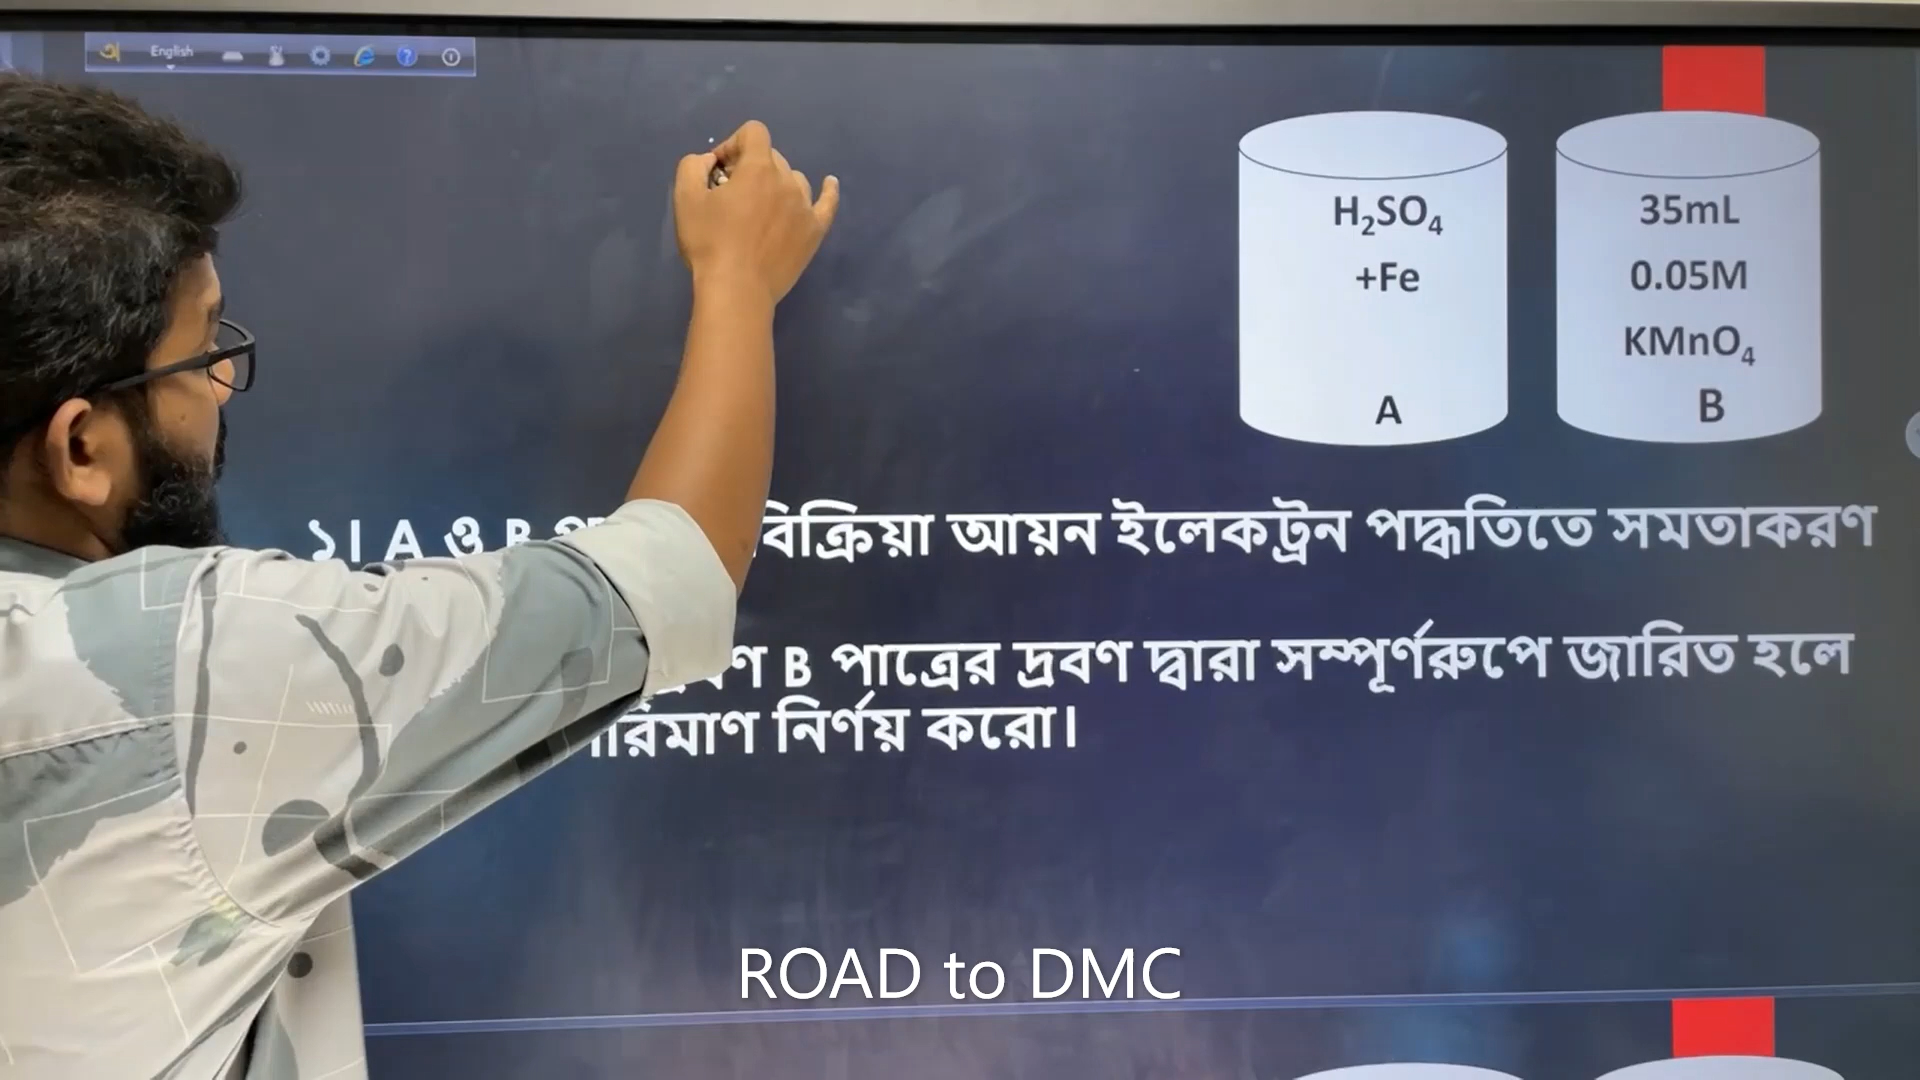 English
H₂SO₄
+Fe
A
35mL
0.05M
KMnO₄
B
১। A ও B বিক্রিয়া আয়ন ইলেকট্রন পদ্ধতিতে সমতাকরণ
B পাত্রের দ্রবণ দ্বারা সম্পূর্ণরুপে জারিত হলে
নির্ণয় করো।
ROAD to DMC